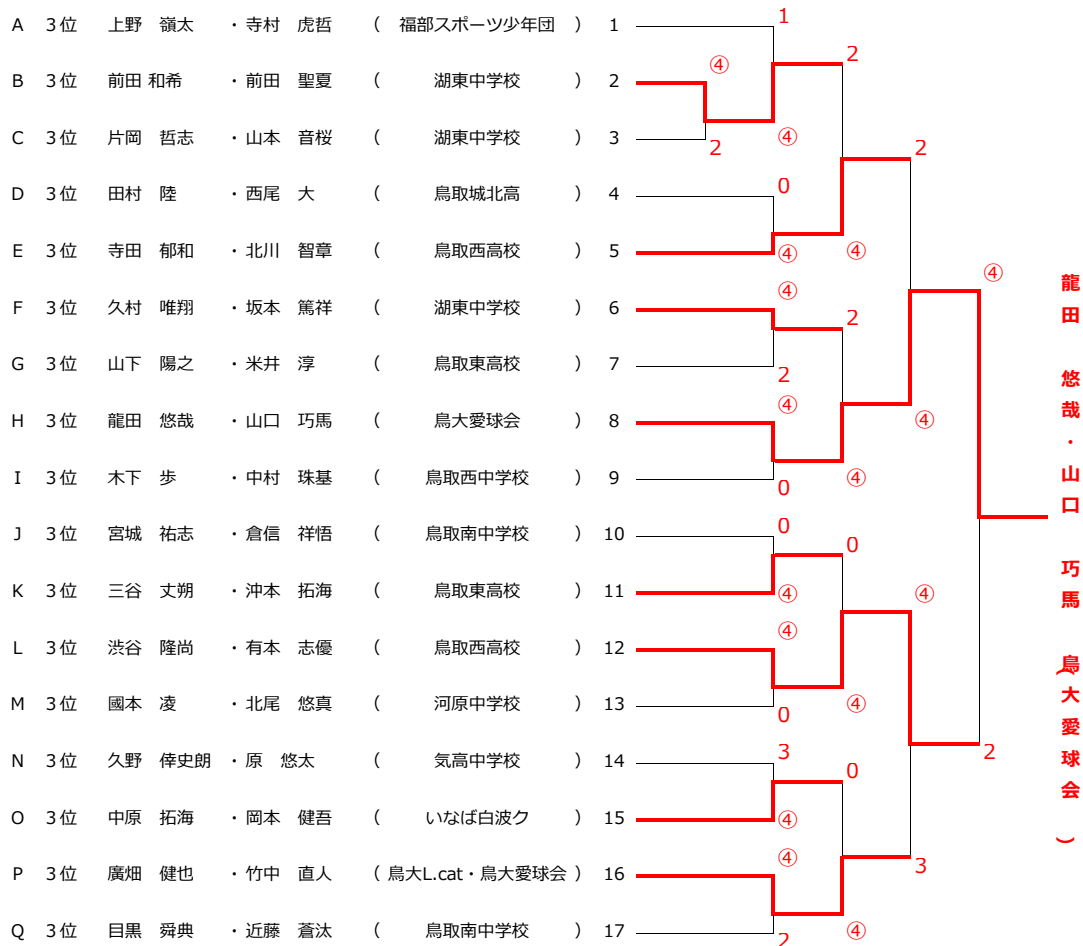 A 3位 上野 嶺太 ・寺村 虎哲 ( 福部スポーツ少年団 ) 1
B 3位 前田 和希 ・前田 聖夏 ( 湖東中学校 ) 2
C 3位 片岡 哲志 ・山本 音桜 ( 湖東中学校 ) 3
D 3位 田村 陸 ・西尾 大 ( 鳥取城北高 ) 4
E 3位 寺田 郁和 ・北川 智章 ( 鳥取西高校 ) 5
F 3位 久村 唯翔 ・坂本 篤祥 ( 湖東中学校 ) 6
G 3位 山下 陽之 ・米井 淳 ( 鳥取東高校 ) 7
H 3位 龍田 悠哉 ・山口 巧馬 ( 鳥大愛球会 ) 8
I 3位 木下 歩 ・中村 珠基 ( 鳥取西中学校 ) 9
J 3位 宮城 祐志 ・倉信 祥悟 ( 鳥取南中学校 ) 10
K 3位 三谷 丈朔 ・沖本 拓海 ( 鳥取東高校 ) 11
L 3位 渋谷 隆尚 ・有本 志優 ( 鳥取西高校 ) 12
M 3位 國本 凌 ・北尾 悠真 ( 河原中学校 ) 13
N 3位 久野 倖史朗 ・原 悠太 ( 気高中学校 ) 14
O 3位 中原 拓海 ・岡本 健吾 ( いなば白波ク ) 15
P 3位 廣畑 健也 ・竹中 直人 ( 鳥大L.cat・鳥大愛球会 ) 16
Q 3位 目黒 舜典 ・近藤 蒼汰 ( 鳥取南中学校 ) 17
④
2
1
④
0
④
④
2
④
0
0
④
④
0
3
④
④
2
2
④
2
④
0
④
0
④
2
④
④
3
④
2
龍田 悠哉・山口 巧馬 (鳥大愛球会 )